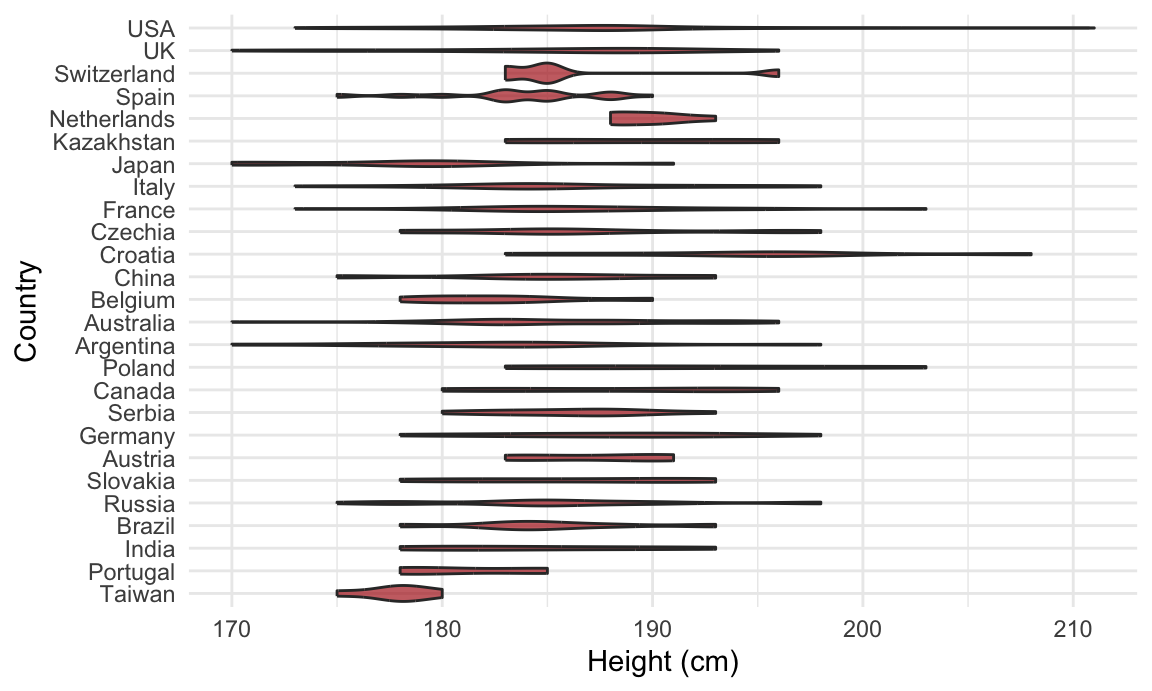 USA
UK
Switzerland
Spain
Netherlands
Kazakhstan
Japan
Italy
France
Czechia
Croatia
China
Belgium
Australia
Argentina
Poland
Canada
Serbia
Germany
Austria
Slovakia
Russia
Brazil
India
Portugal
Taiwan
Country
170 180 190 200 210
Height (cm)